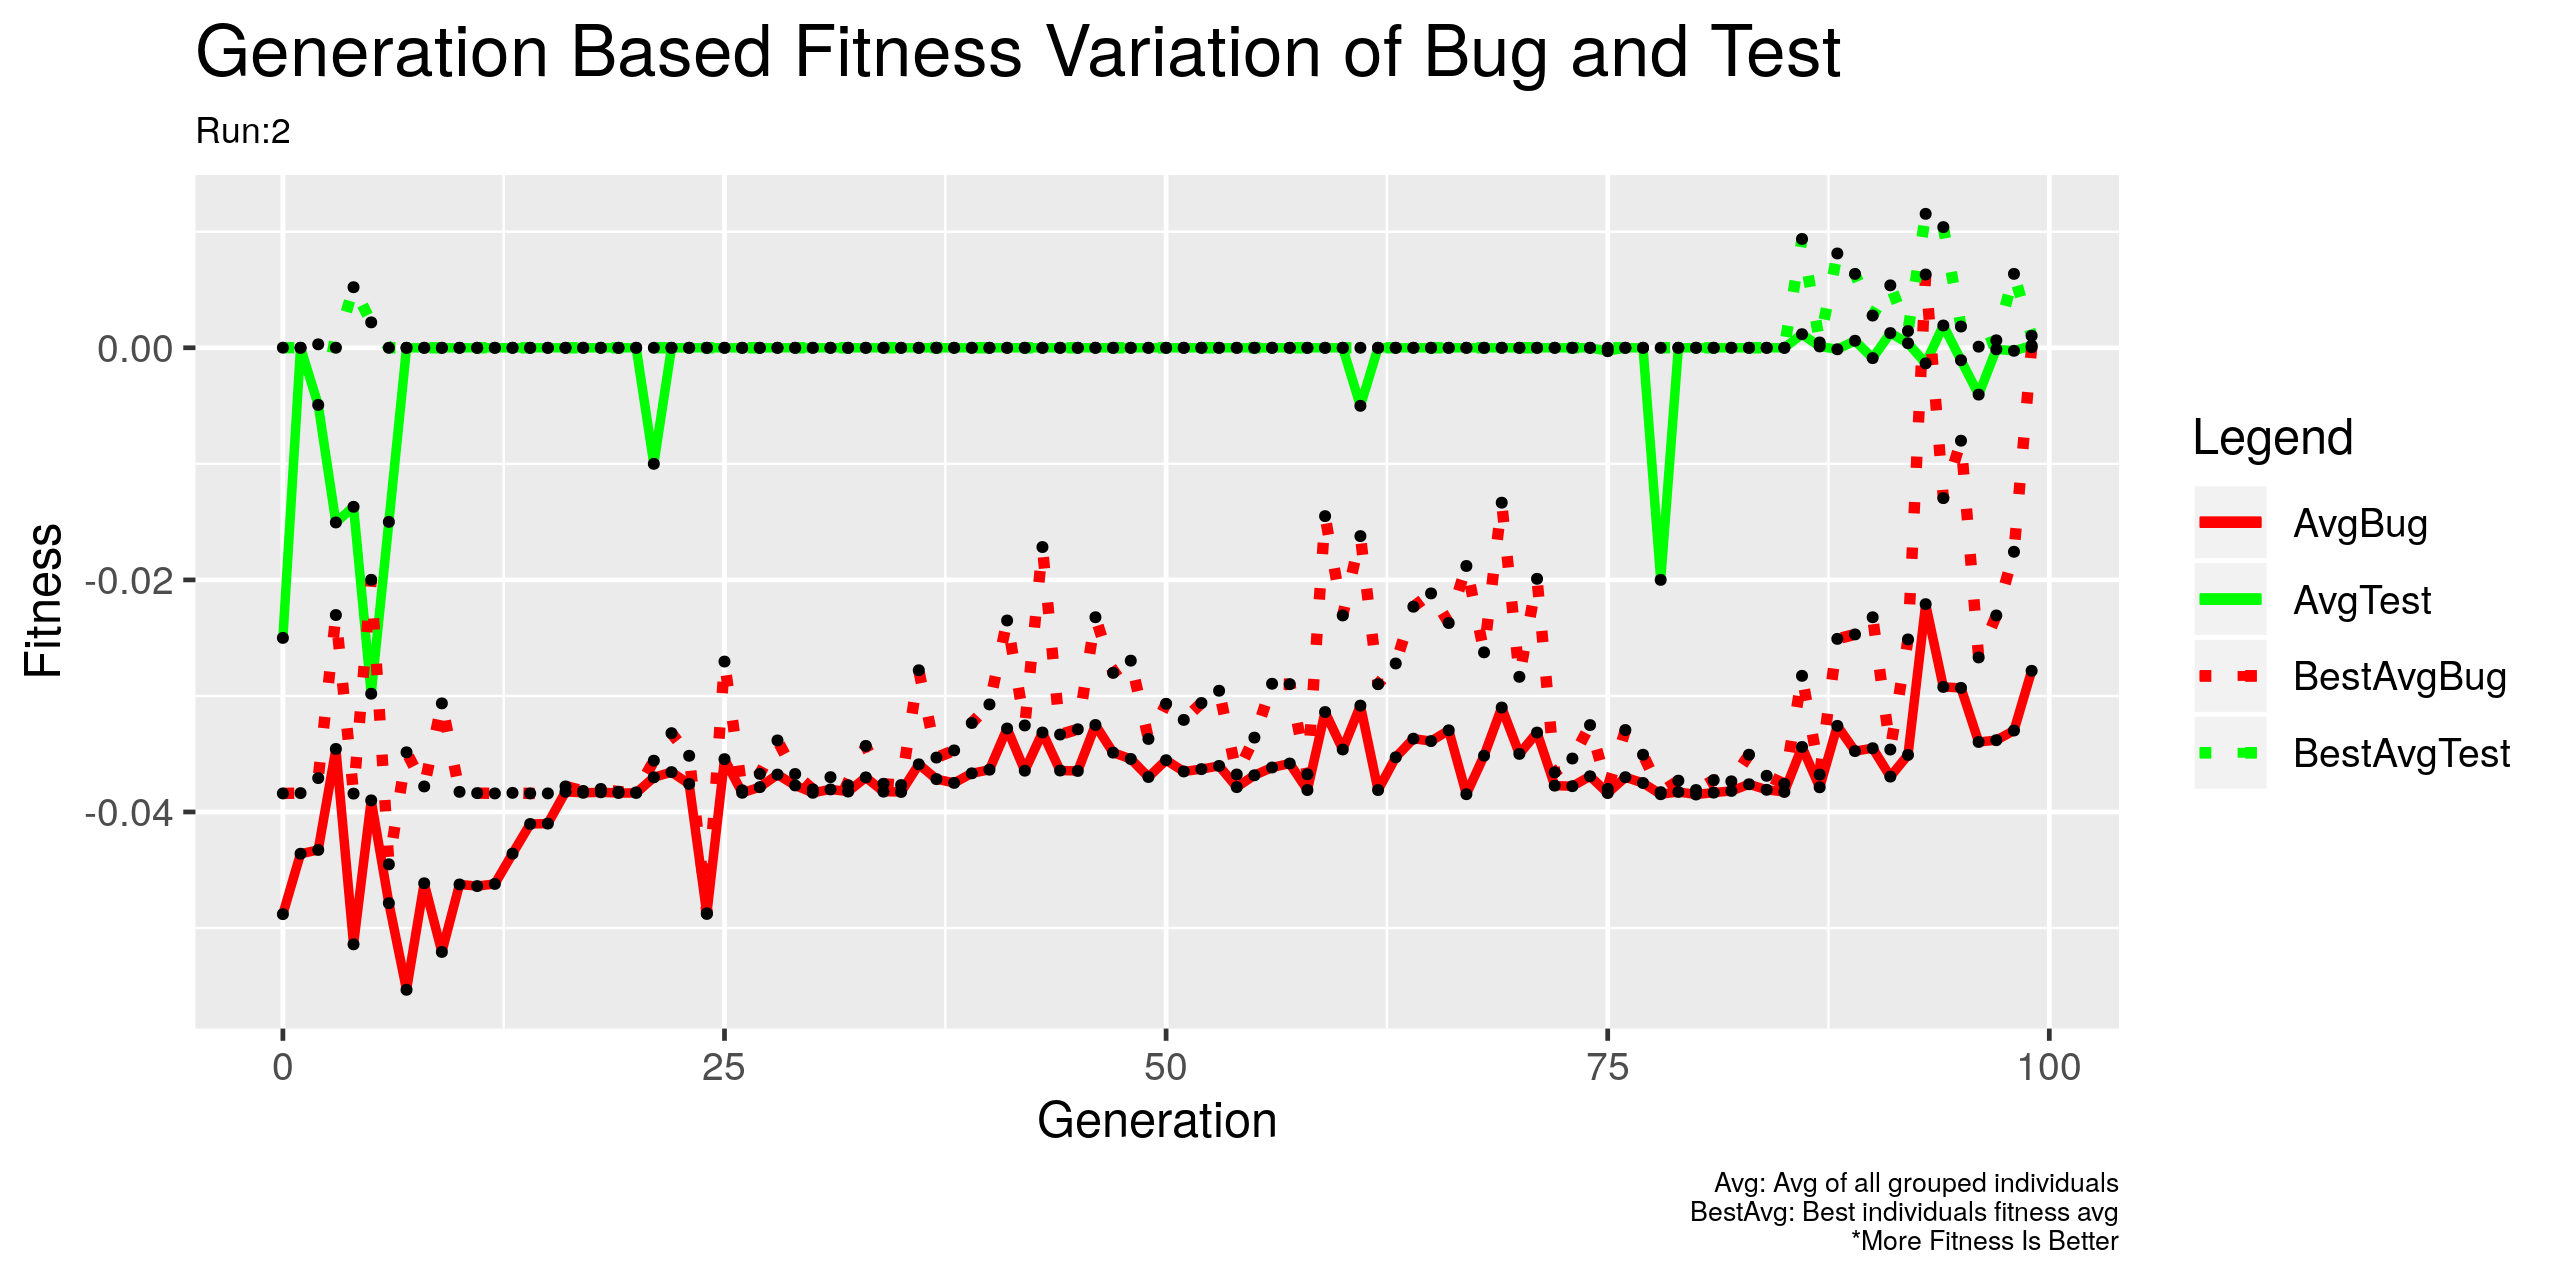 Generation Based Fitness Variation of Bug and Test
Run:2
Fitness
0.00
-0.02
-0.04
0
25
50
75
100
Generation
Legend
AvgBug
AvgTest
BestAvgBug
BestAvgTest
Avg: Avg of all grouped individuals
BestAvg: Best individuals fitness avg
*More Fitness Is Better